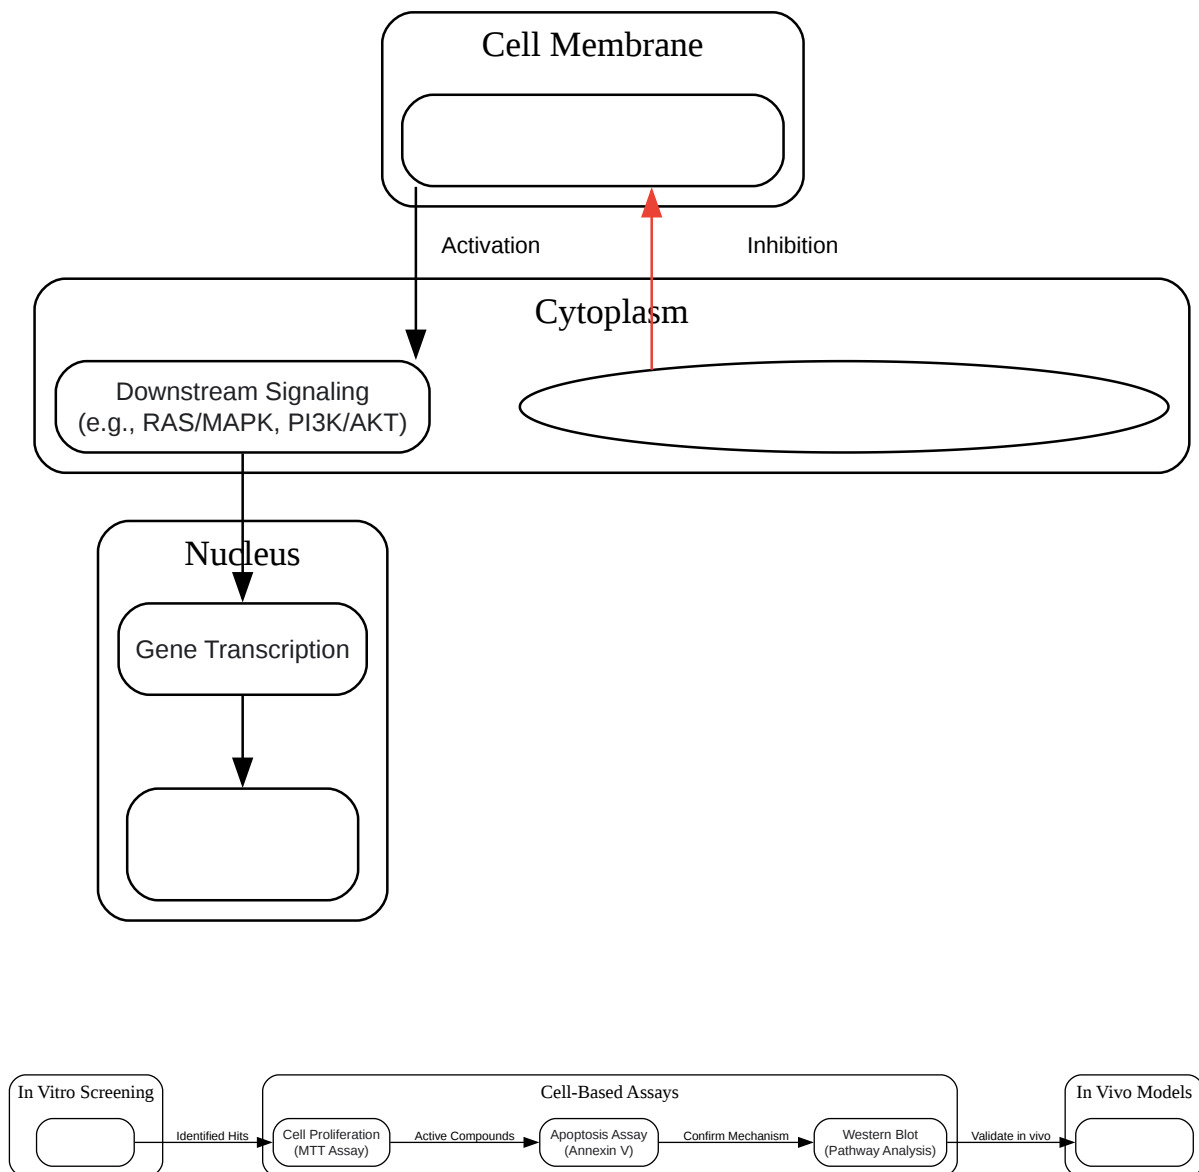 Cell Membrane
Activation
Inhibition
Cytoplasm
Downstream Signaling
(e.g., RAS/MAPK, PI3K/AKT)
Nucleus
Gene Transcription
In Vitro Screening
Identified Hits
Cell-Based Assays
Cell Proliferation
(MTT Assay)
Active Compounds
Apoptosis Assay
(Annexin V)
Confirm Mechanism
Western Blot
(Pathway Analysis)
Validate in vivo
In Vivo Models